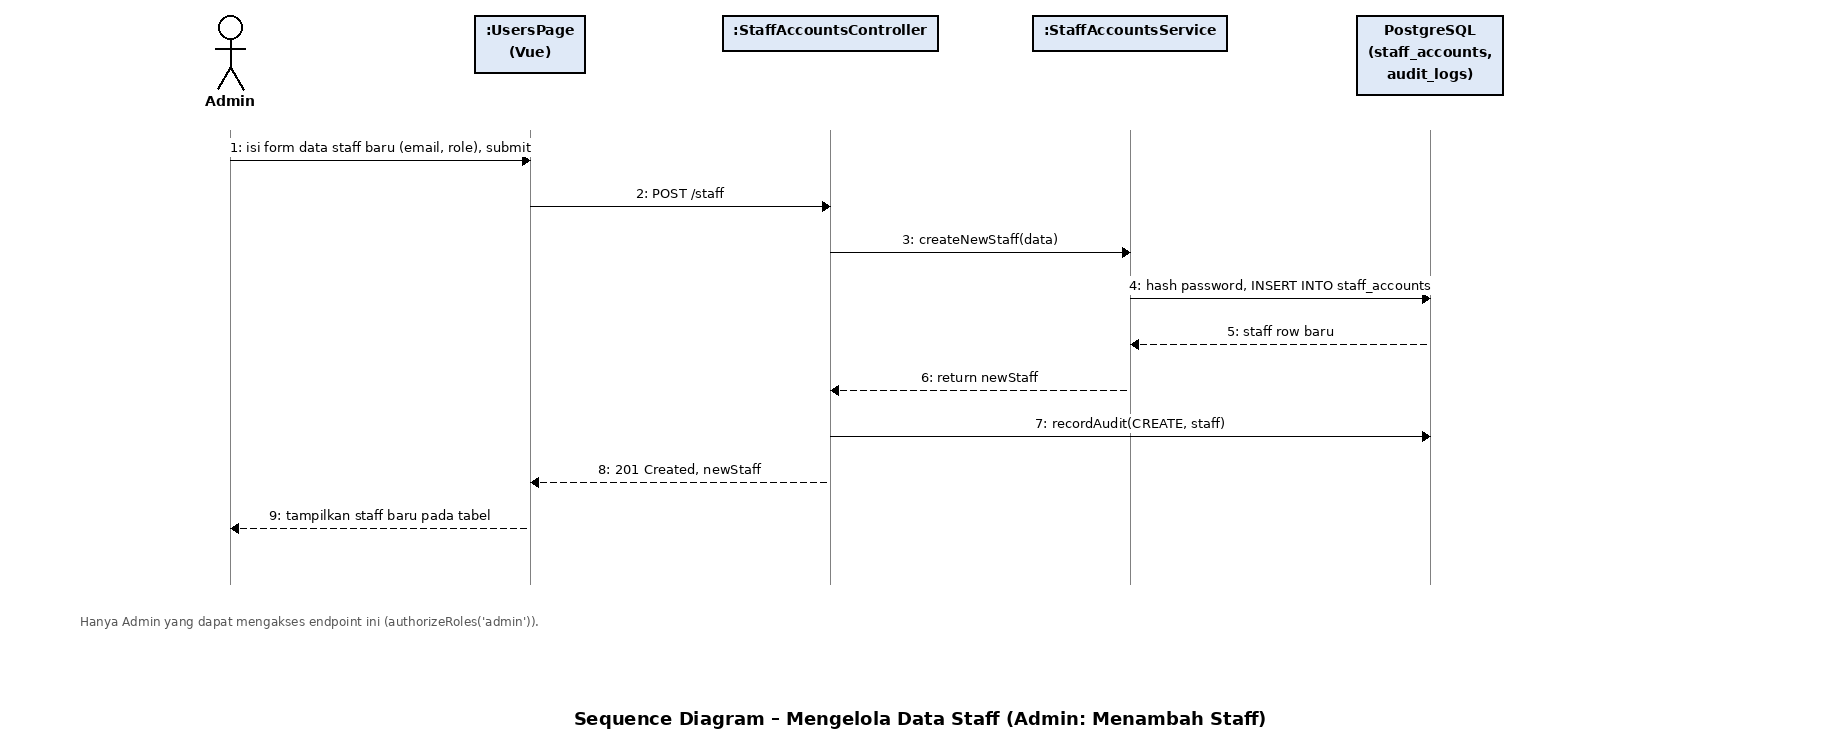 :UsersPage
(Vue)
:StaffAccountsController
:StaffAccountsService
PostgreSQL
(staff_accounts,
audit_logs)
Admin
1: isi form data staff baru (email, role), submit
2: POST /staff
3: createNewStaff(data)
4: hash password, INSERT INTO staff_accounts
5: staff row baru
6: return newStaff
7: recordAudit(CREATE, staff)
8: 201 Created, newStaff
9: tampilkan staff baru pada tabel
Hanya Admin yang dapat mengakses endpoint ini (authorizeRoles('admin')).
Sequence Diagram – Mengelola Data Staff (Admin: Menambah Staff)